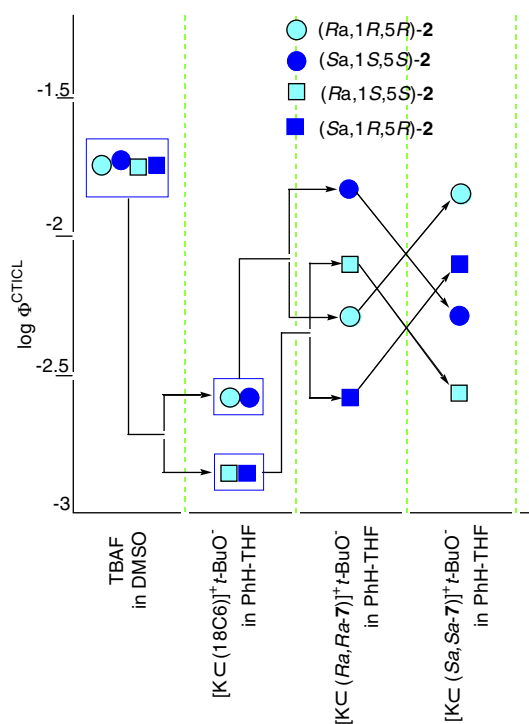 (Ra,1R,5R)-2
(Sa,1S,5S)-2
(Ra,1S,5S)-2
(Sa,1R,5R)-2
log Φ^CTICL
-1.5
-2
-2.5
-3
TBAF
in DMSO
[K⊂(18C6)]⁺t-BuO⁻
in PhH-THF
[K⊂(Ra,Ra-7)]⁺t-BuO⁻
in PhH-THF
[K⊂(Sa,Sa-7)]⁺t-BuO⁻
in PhH-THF